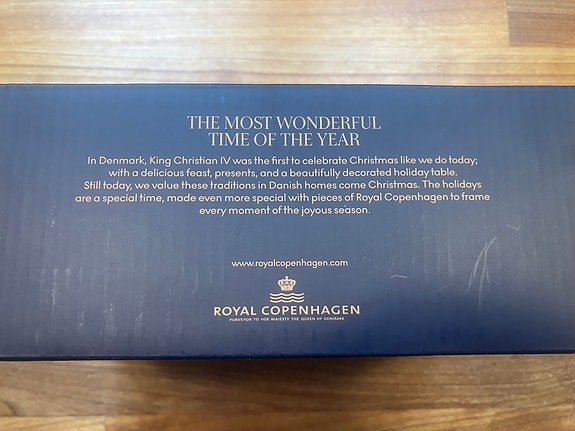 THE MOST WONDERFUL
TIME OF THE YEAR
In Denmark, King Christian IV was the first to celebrate Christmas like we do today;
with a delicious feast, presents, and a beautifully decorated holiday table.
Still today, we value these traditions in Danish homes come Christmas. The holidays
are a special time, made even more special with pieces of Royal Copenhagen to frame
every moment of the joyous season.
www.royalcopenhagen.com
ROYAL COPENHAGEN
PURVEYOR TO HER MAJESTY THE QUEEN OF DENMARK